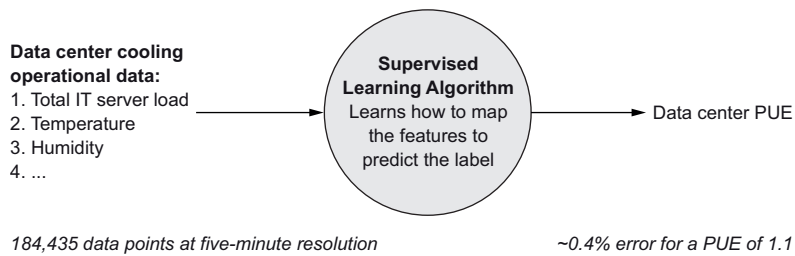 Data center cooling
operational data:
1. Total IT server load
2. Temperature
3. Humidity
4. ...
Supervised
Learning Algorithm
Learns how to map
the features to
predict the label
Data center PUE
184,435 data points at five-minute resolution
~0.4% error for a PUE of 1.1